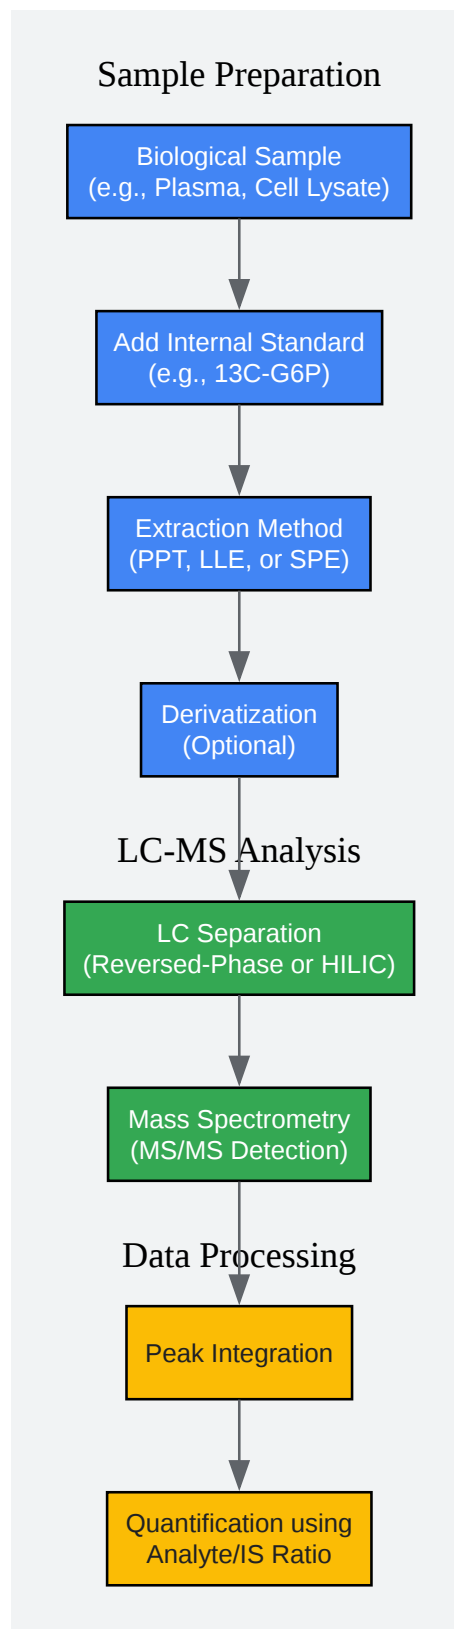 Sample Preparation
Biological Sample
(e.g., Plasma, Cell Lysate)
Add Internal Standard
(e.g., 13C-G6P)
Extraction Method
(PPT, LLE, or SPE)
Derivatization
(Optional)
LC-MS Analysis
LC Separation
(Reversed-Phase or HILIC)
Mass Spectrometry
(MS/MS Detection)
Data Processing
Peak Integration
Quantification using
Analyte/IS Ratio